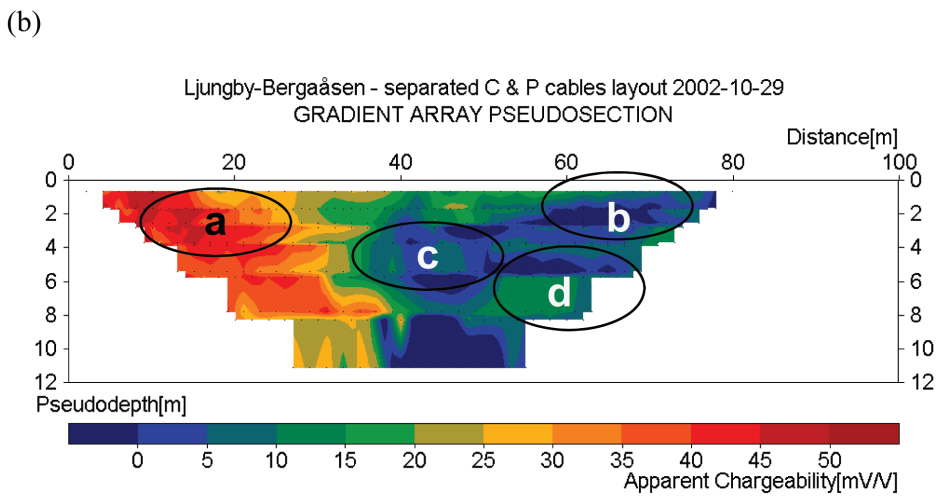 (b)
Ljungby-Bergaåsen - separated C & P cables layout 2002-10-29
GRADIENT ARRAY PSEUDOSECTION
Distance[m]
0 20 40 60 80 100
0 0
2 2
4 4
6 6
8 8
10 10
12 12
a
b
c
d
Pseudodepth[m]
0 5 10 15 20 25 30 35 40 45 50
Apparent Chargeability[mV/V]